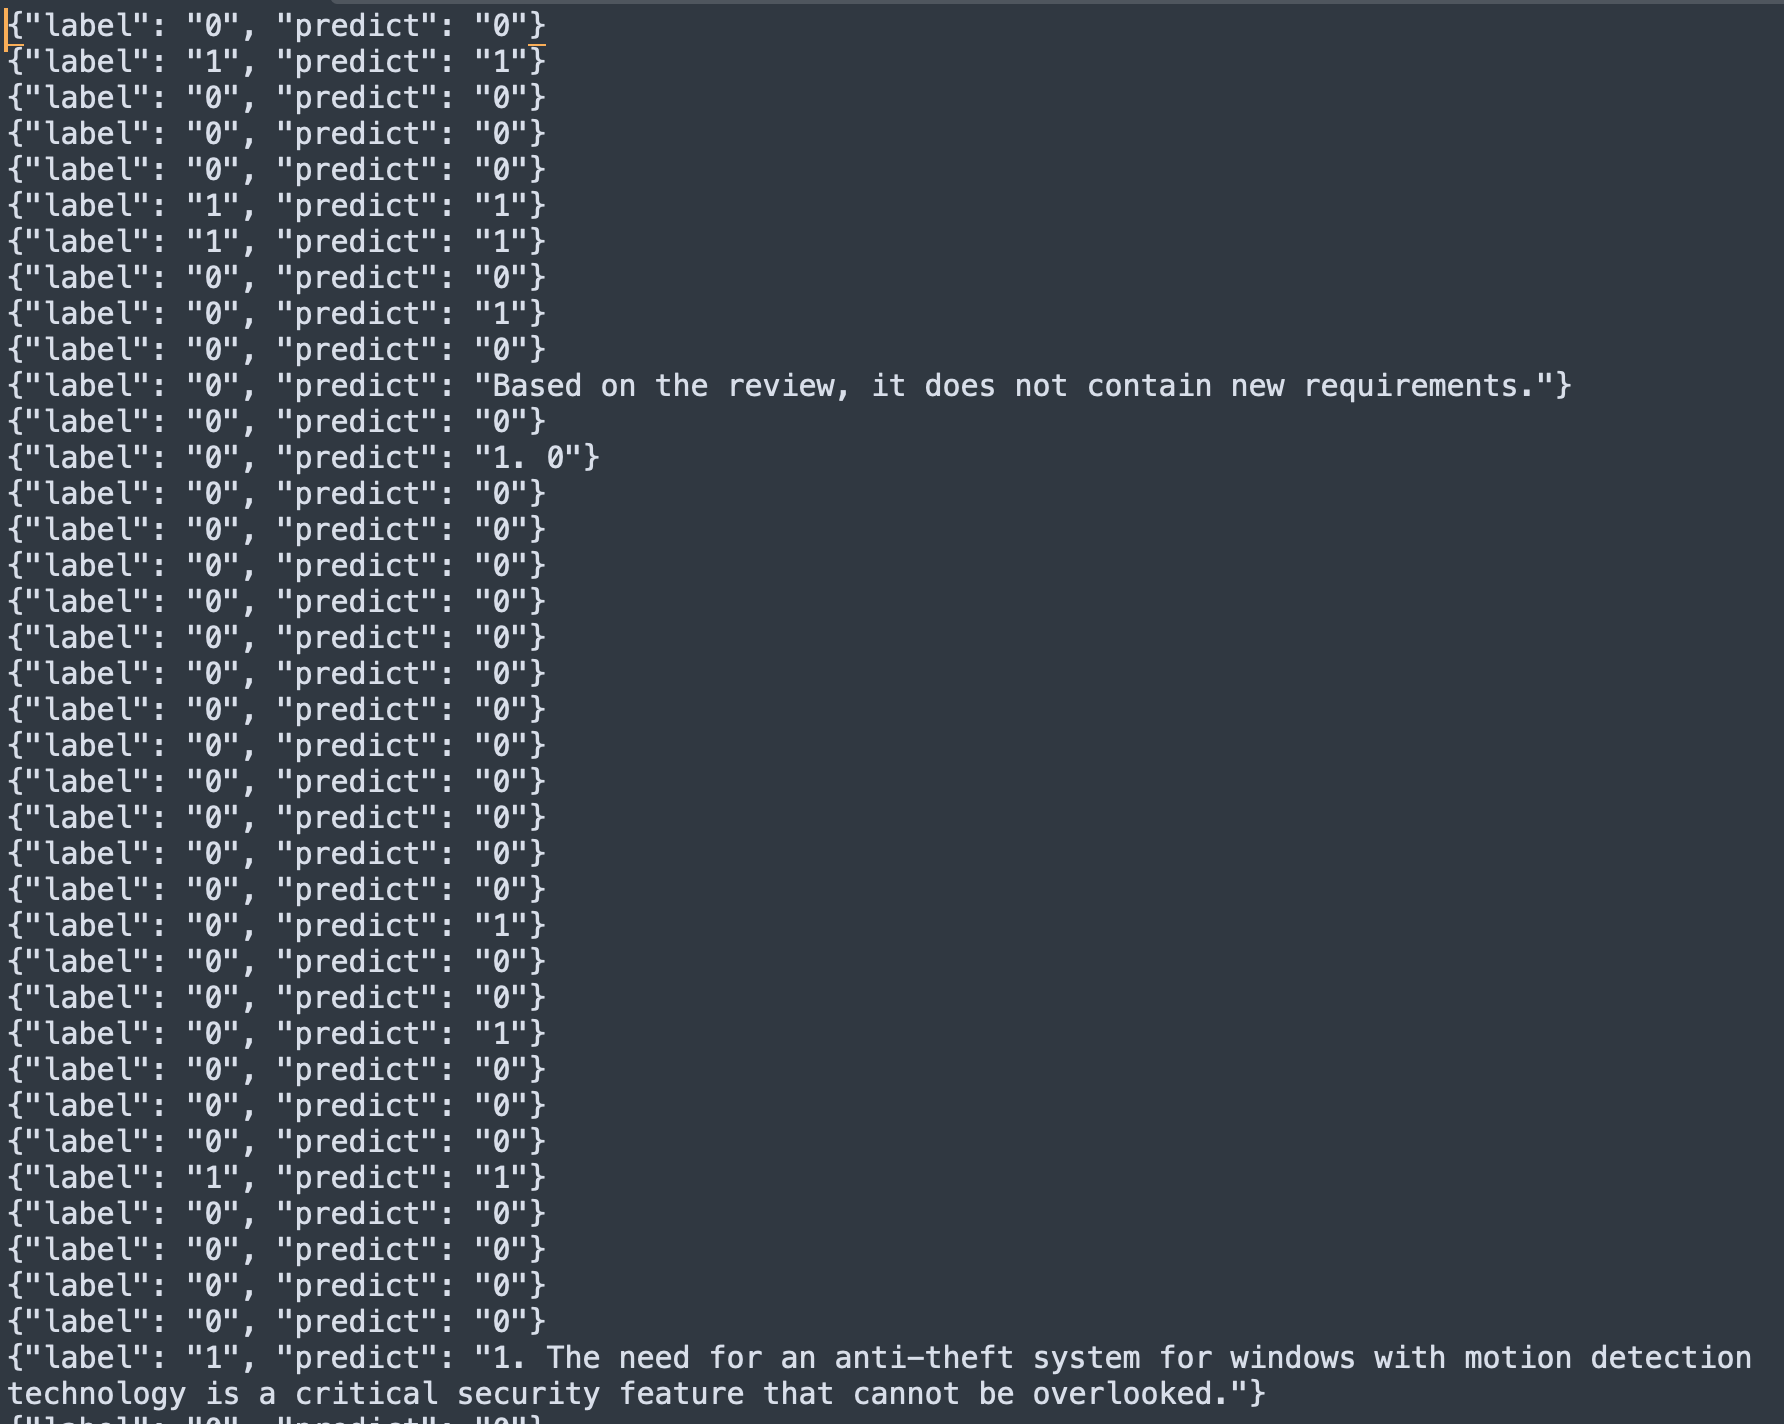 {"label": "0", "predict": "0"}
{"label": "1", "predict": "1"}
{"label": "0", "predict": "0"}
{"label": "0", "predict": "0"}
{"label": "0", "predict": "0"}
{"label": "1", "predict": "1"}
{"label": "1", "predict": "1"}
{"label": "0", "predict": "0"}
{"label": "0", "predict": "1"}
{"label": "0", "predict": "0"}
{"label": "0", "predict": "Based on the review, it does not contain new requirements."}
{"label": "0", "predict": "0"}
{"label": "0", "predict": "1. 0"}
{"label": "0", "predict": "0"}
{"label": "0", "predict": "0"}
{"label": "0", "predict": "0"}
{"label": "0", "predict": "0"}
{"label": "0", "predict": "0"}
{"label": "0", "predict": "0"}
{"label": "0", "predict": "0"}
{"label": "0", "predict": "0"}
{"label": "0", "predict": "0"}
{"label": "0", "predict": "0"}
{"label": "0", "predict": "0"}
{"label": "0", "predict": "0"}
{"label": "0", "predict": "1"}
{"label": "0", "predict": "0"}
{"label": "0", "predict": "0"}
{"label": "0", "predict": "1"}
{"label": "0", "predict": "0"}
{"label": "0", "predict": "0"}
{"label": "0", "predict": "0"}
{"label": "1", "predict": "1"}
{"label": "0", "predict": "0"}
{"label": "0", "predict": "0"}
{"label": "0", "predict": "0"}
{"label": "0", "predict": "0"}
{"label": "1", "predict": "1. The need for an anti-theft system for windows with motion detection
technology is a critical security feature that cannot be overlooked."}
{"label": "0", "predict": "0"}